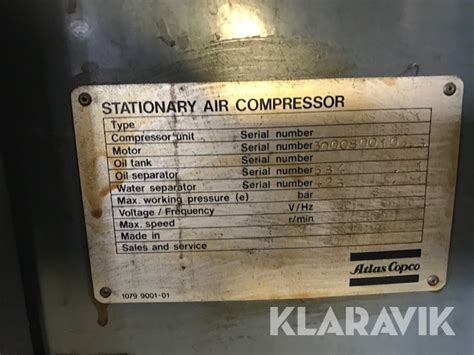 STATIONARY AIR COMPRESSOR
Type
Compressor unit Serial number
Motor Serial number
Oil tank Serial number
Oil separator Serial number
Water separator Serial number
Max. working pressure (e) bar
Voltage / Frequency V/Hz
Max. speed r/min
Made in
Sales and service
Atlas Copco
1079 9001-01
KLARAVIK